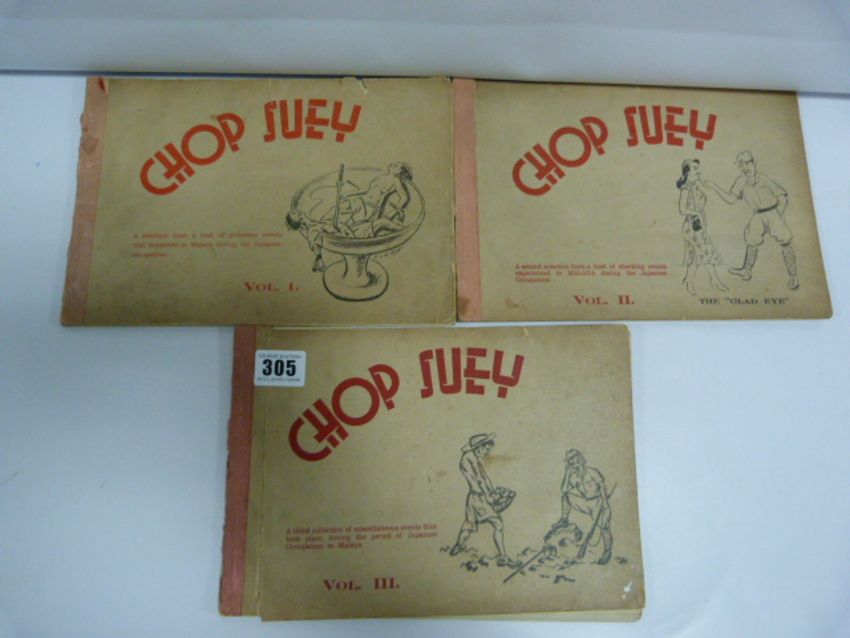 CHOP SUEY
a selection from a host of gruesome events
that happened in Malaya during the Japanese
occupation.
VOL. I.
CHOP SUEY
A second selection from a host of shocking events
experienced in MALAYA during the Japanese
Occupation
VOL. II.
THE "GLAD EYE"
305
CHOP SUEY
A third collection of miscellaneous events that
took place, during the period of Japanese
Occupation in Malaya.
VOL. III.